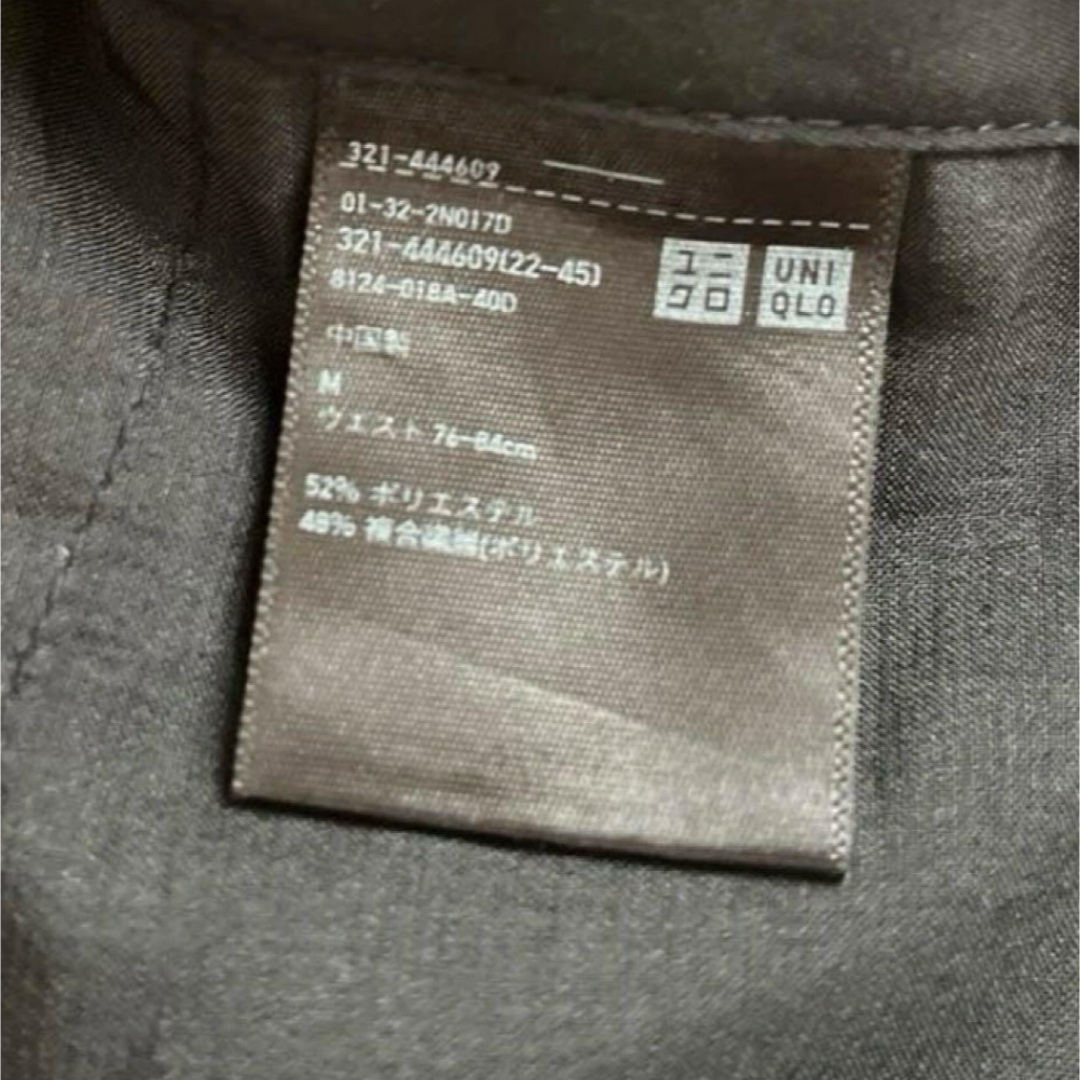 321-444609
01-32-2N017D
321-444609(22-45)
8124-018A-40D
ユニ
クロ
UNI
QLO
中国製
M
ウエスト 76-84cm
52% ポリエステル
48% 複合繊維(ポリエステル)